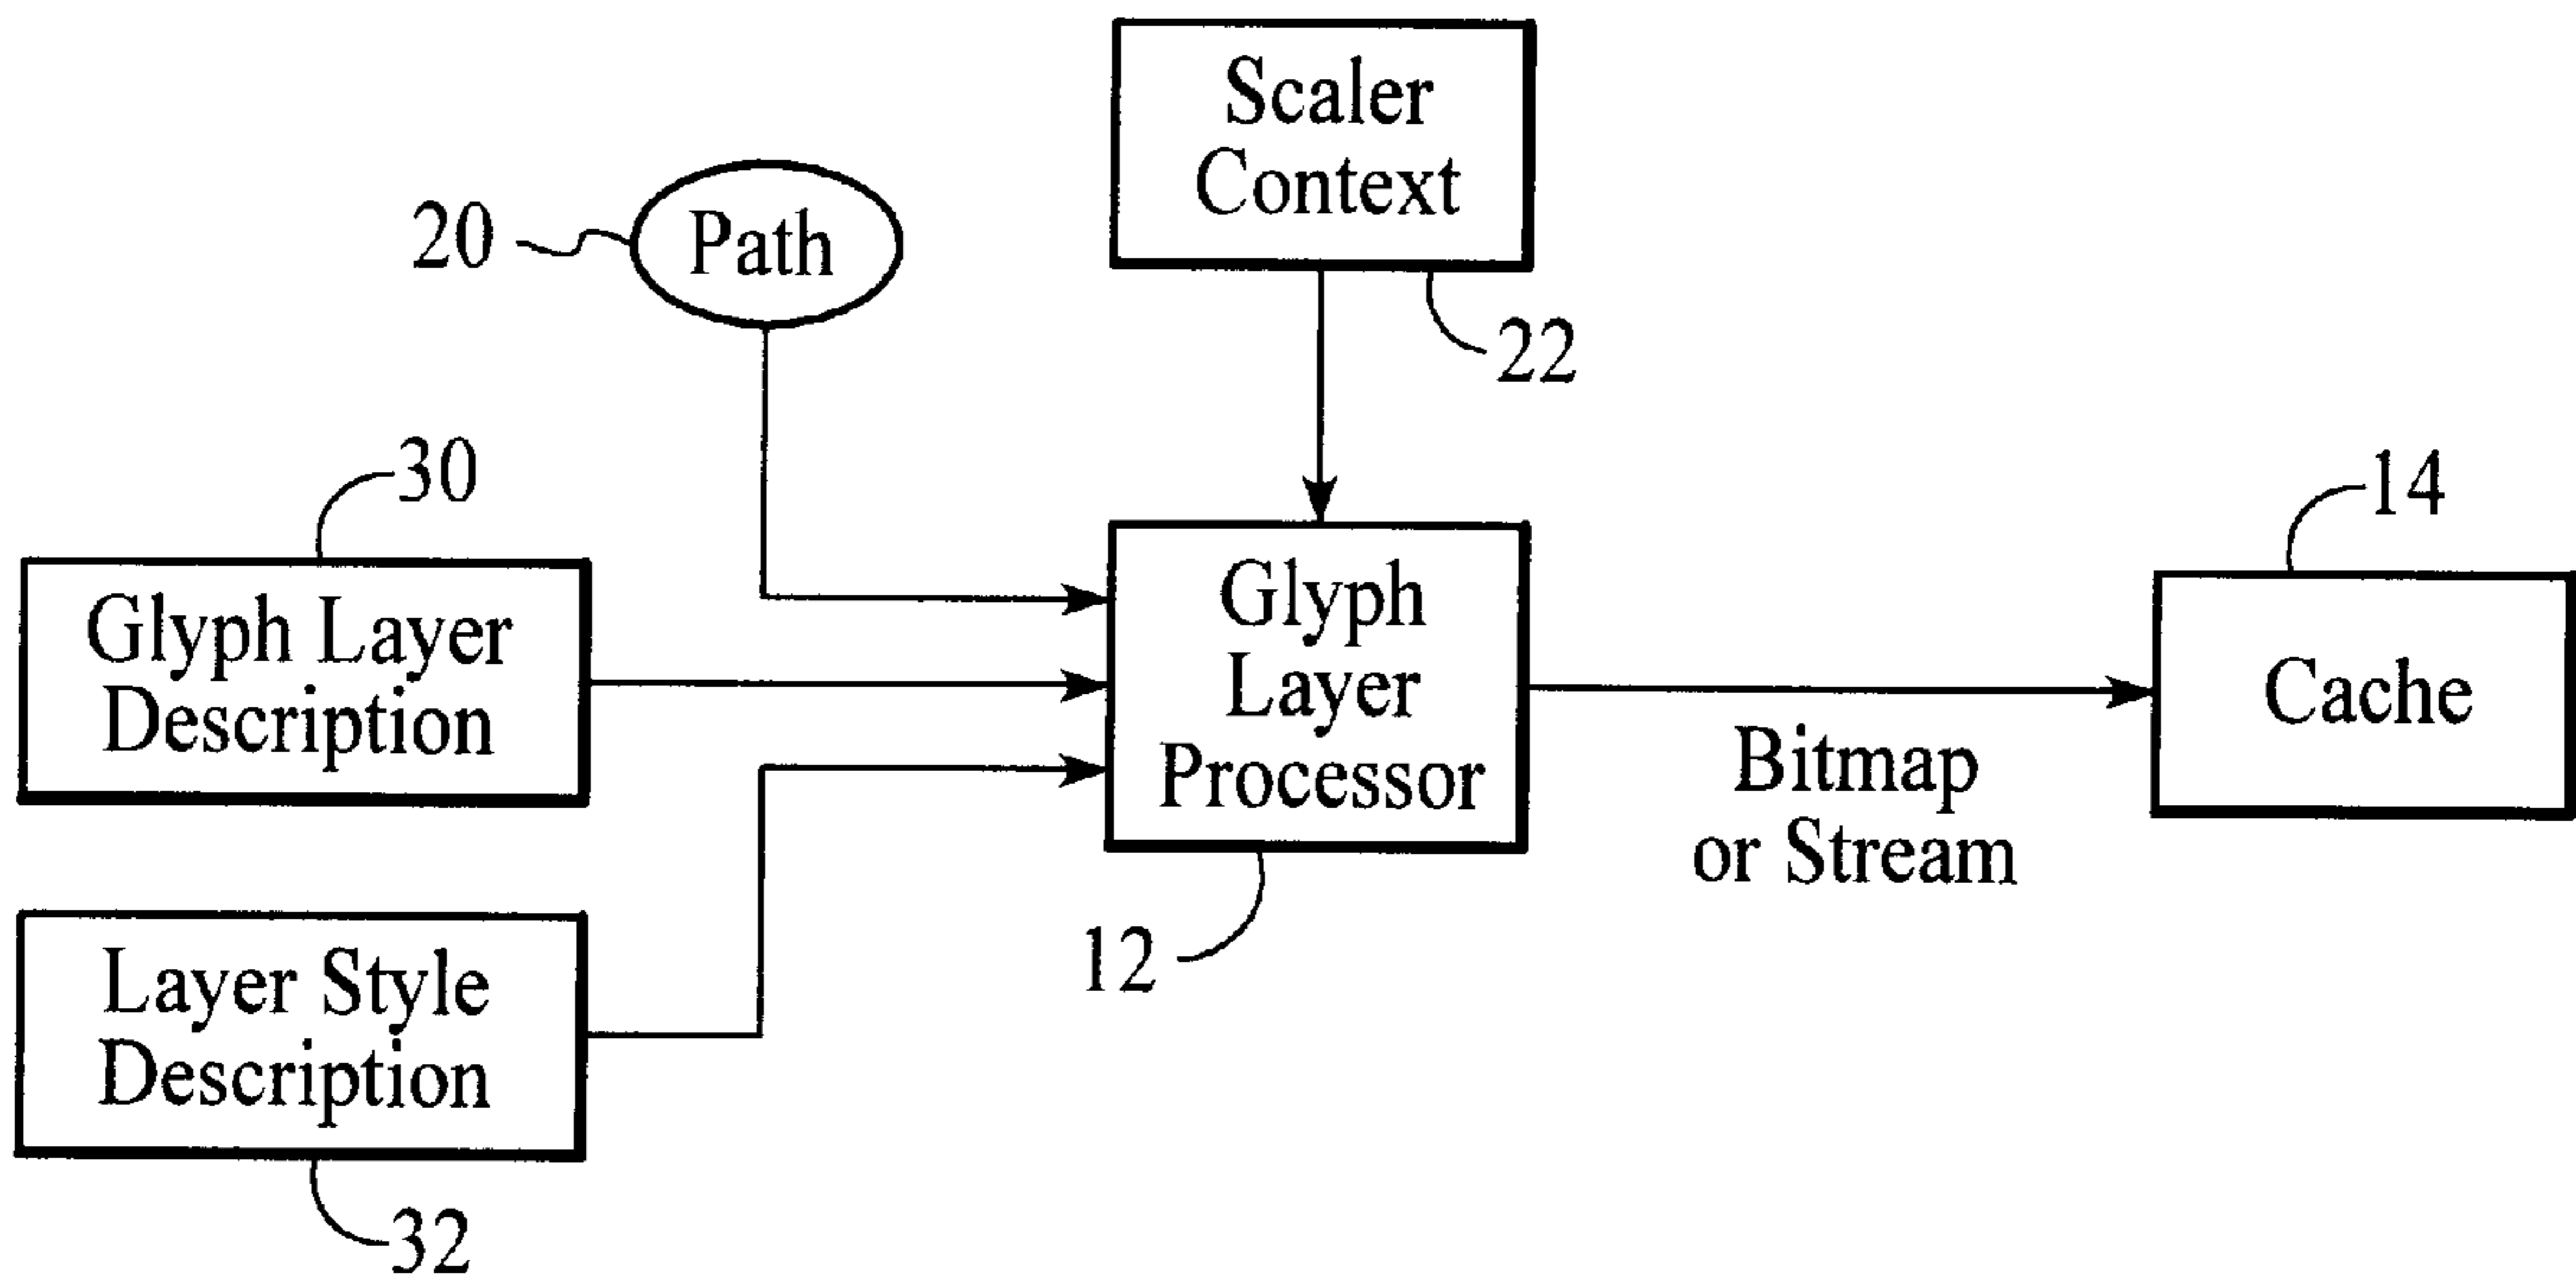 Scaler
Context
20
Path
22
30
14
Glyph Layer
Description
Glyph
Layer
Processor
Cache
Bitmap
or Stream
12
Layer Style
Description
32